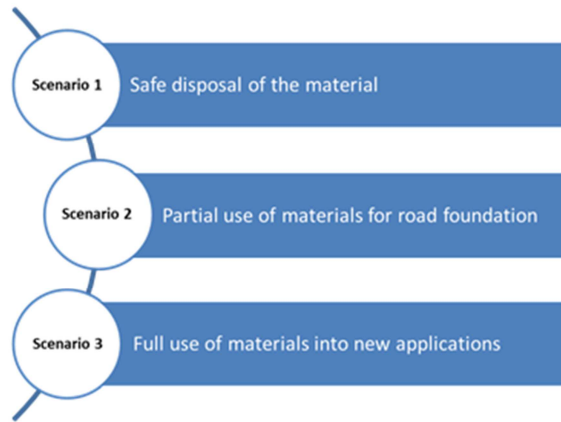 Scenario 1
Safe disposal of the material
Scenario 2
Partial use of materials for road foundation
Scenario 3
Full use of materials into new applications